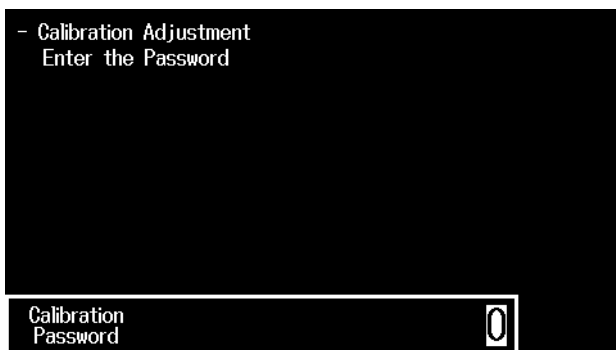 - Calibration Adjustment
Enter the Password
Calibration
Password
0